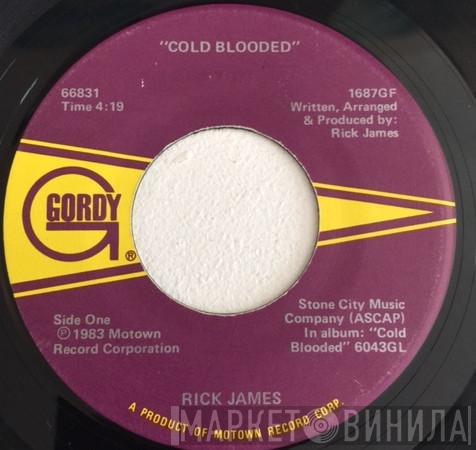 "COLD BLOODED"
66831
Time 4:19
1687GF
Written, Arranged
& Produced by:
Rick James
GORDY
®
Side One
℗ 1983 Motown
Record Corporation
Stone City Music
Company (ASCAP)
In album: "Cold
Blooded" 6043GL
RICK JAMES
A PRODUCT OF MOTOWN RECORD CORP.
МАРКЕТ ВИНИЛА